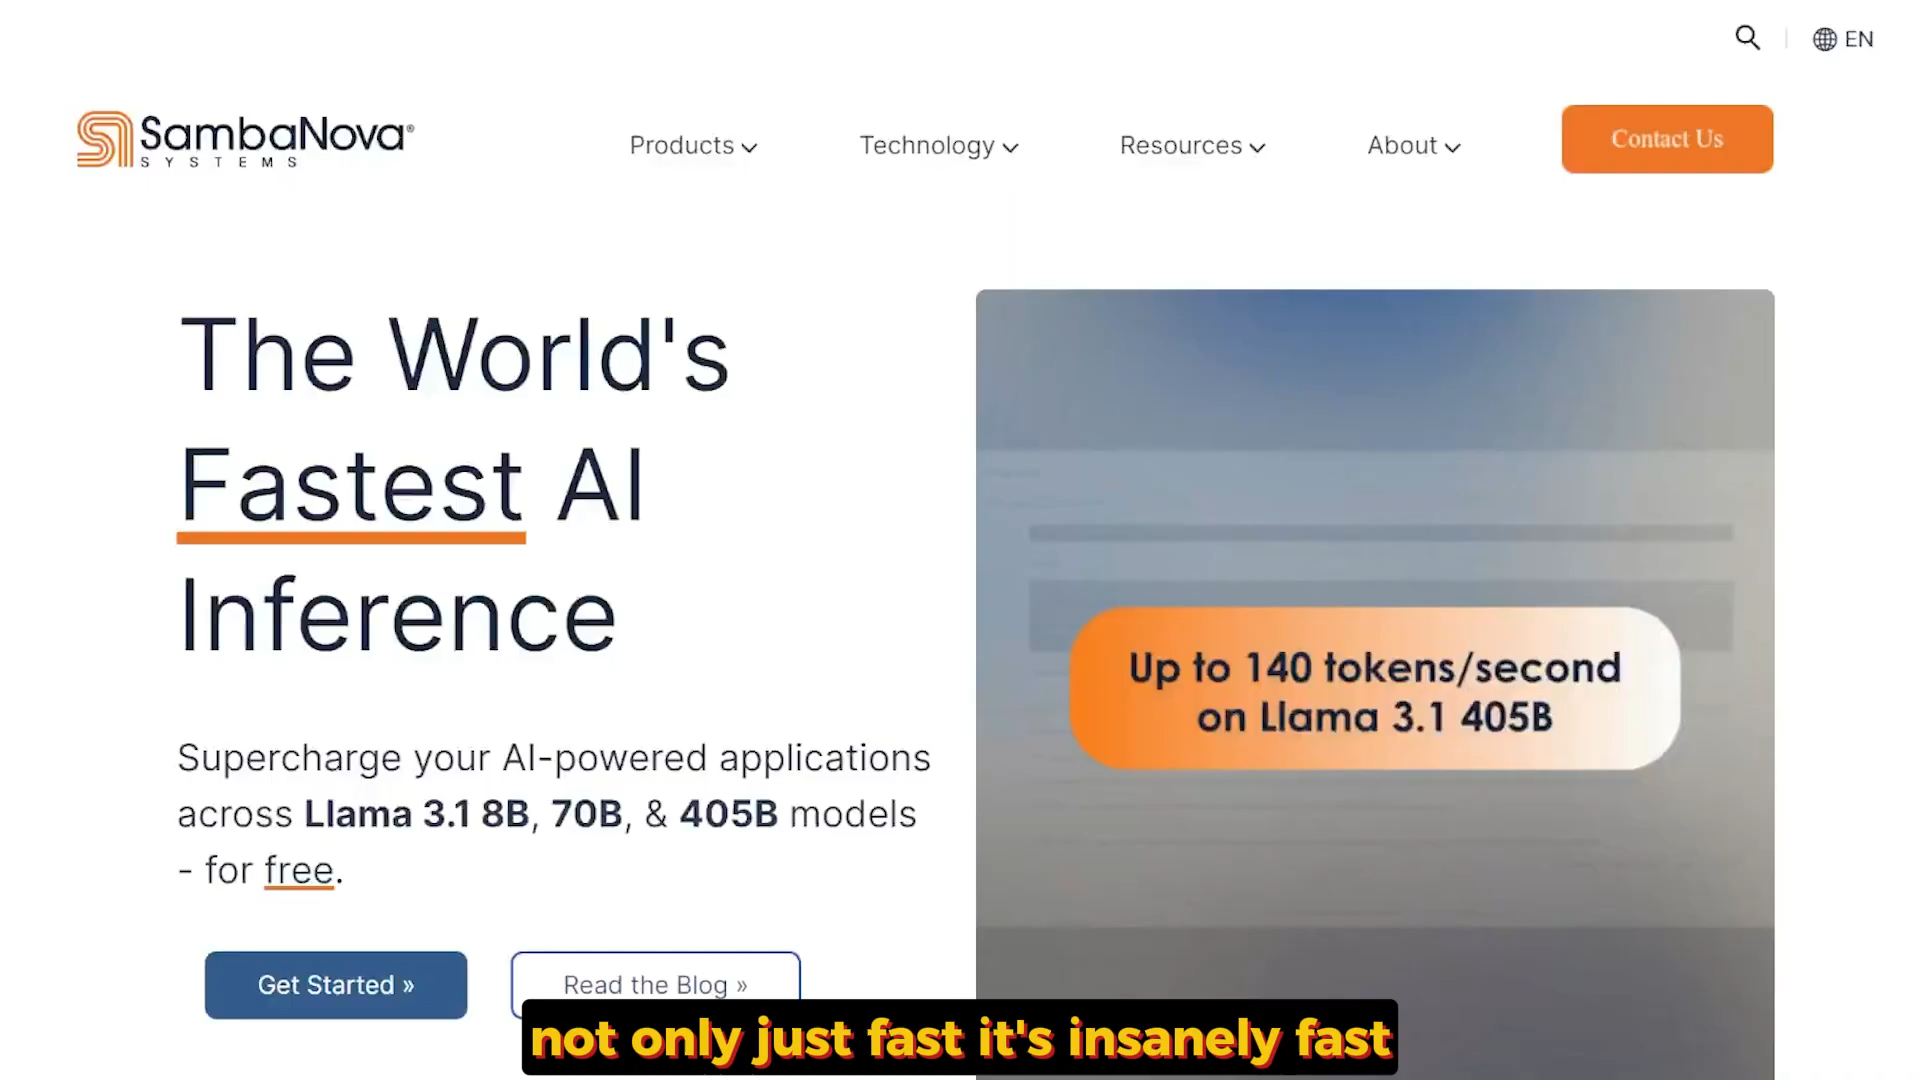 EN
SambaNova®
SYSTEMS
Products
Technology
Resources
About
Contact Us
The World's
Fastest AI
Inference
Supercharge your AI-powered applications
across Llama 3.1 8B, 70B, & 405B models
- for free.
Get Started »
Read the Blog »
Up to 140 tokens/second
on Llama 3.1 405B
not only just fast it's insanely fast